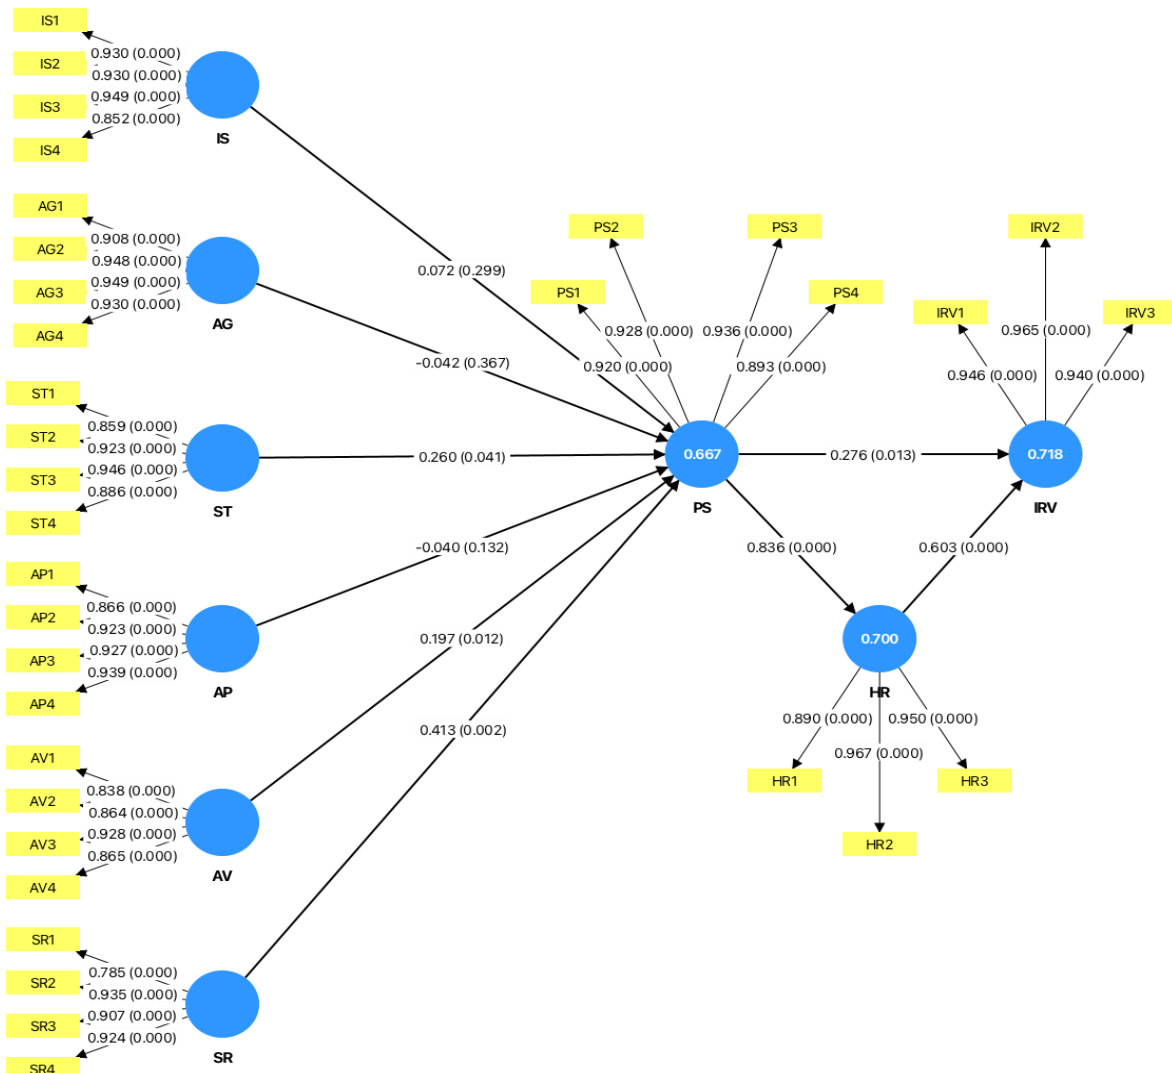 IS1
IS2
IS3
IS4
0.930 (0.000)
0.930 (0.000)
0.949 (0.000)
0.852 (0.000)
IS
AG1
AG2
AG3
AG4
0.908 (0.000)
0.948 (0.000)
0.949 (0.000)
0.930 (0.000)
AG
ST1
ST2
ST3
ST4
0.859 (0.000)
0.923 (0.000)
0.946 (0.000)
0.886 (0.000)
ST
AP1
AP2
AP3
AP4
0.866 (0.000)
0.923 (0.000)
0.927 (0.000)
0.939 (0.000)
AP
AV1
AV2
AV3
AV4
0.838 (0.000)
0.864 (0.000)
0.928 (0.000)
0.865 (0.000)
AV
SR1
SR2
SR3
SR4
0.785 (0.000)
0.935 (0.000)
0.907 (0.000)
0.924 (0.000)
SR
0.072 (0.299)
-0.042 (0.367)
0.260 (0.041)
-0.040 (0.132)
0.197 (0.012)
0.413 (0.002)
PS1
PS2
PS3
PS4
0.920 (0.000)
0.928 (0.000)
0.936 (0.000)
0.893 (0.000)
0.667
PS
0.276 (0.013)
0.836 (0.000)
0.603 (0.000)
IRV1
IRV2
IRV3
0.946 (0.000)
0.965 (0.000)
0.940 (0.000)
0.718
IRV
0.700
HR
0.890 (0.000)
0.967 (0.000)
0.950 (0.000)
HR1
HR2
HR3